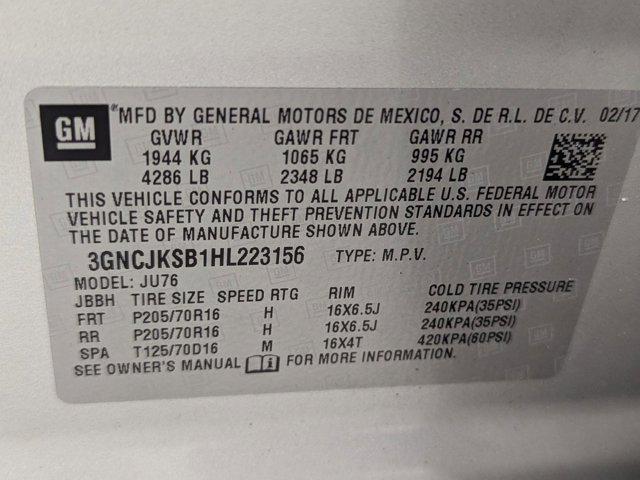 GM
MFD BY GENERAL MOTORS DE MEXICO, S. DE R.L. DE C.V. 02/17
GVWR GAWR FRT GAWR RR
1944 KG 1065 KG 995 KG
4286 LB 2348 LB 2194 LB
THIS VEHICLE CONFORMS TO ALL APPLICABLE U.S. FEDERAL MOTOR
VEHICLE SAFETY AND THEFT PREVENTION STANDARDS IN EFFECT ON
THE DATE OF MANUFACTURE SHOWN ABOVE.
3GNCJKSB1HL223156 TYPE: M.P.V.
MODEL: JU76
JBBH TIRE SIZE SPEED RTG RIM COLD TIRE PRESSURE
FRT P205/70R16 H 16X6.5J 240KPA(35PSI)
RR P205/70R16 H 16X6.5J 240KPA(35PSI)
SPA T125/70D16 M 16X4T 420KPA(60PSI)
SEE OWNER'S MANUAL FOR MORE INFORMATION